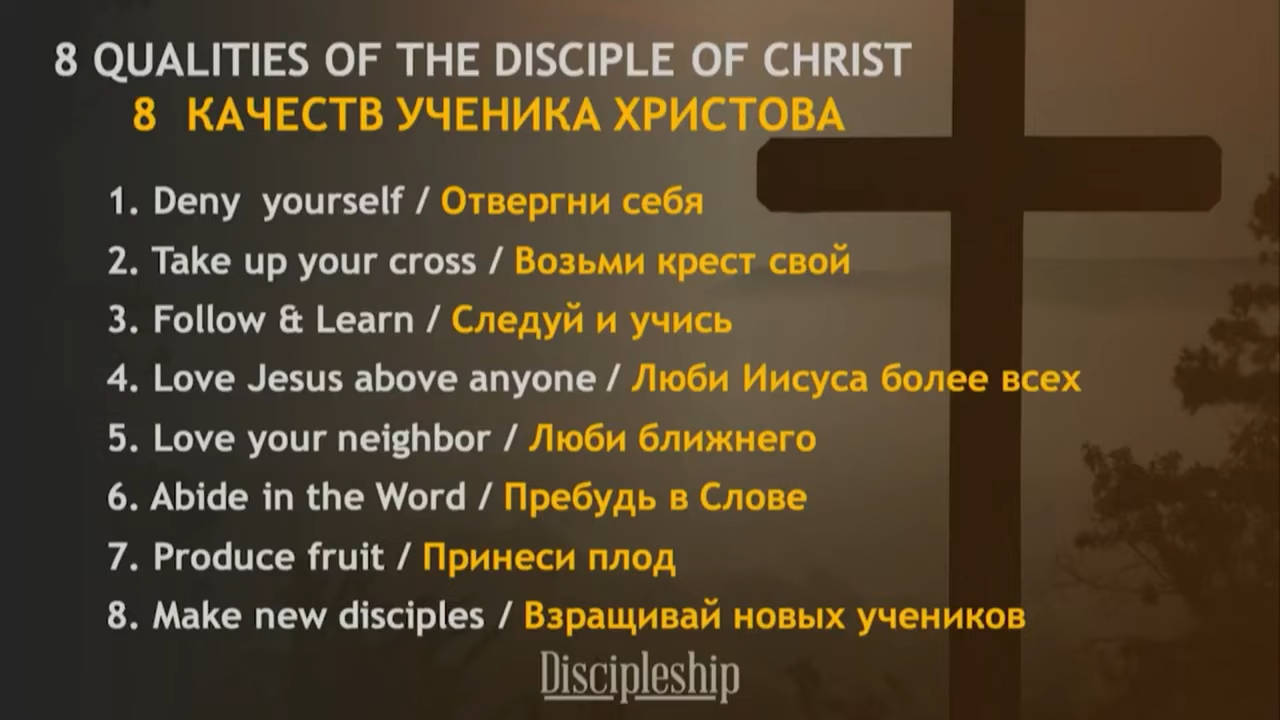 8 QUALITIES OF THE DISCIPLE OF CHRIST
8 КАЧЕСТВ УЧЕНИКА ХРИСТОВА
1. Deny yourself / Отвергни себя
2. Take up your cross / Возьми крест свой
3. Follow & Learn / Следуй и учись
4. Love Jesus above anyone / Люби Иисуса более всех
5. Love your neighbor / Люби ближнего
6. Abide in the Word / Пребудь в Слове
7. Produce fruit / Принеси плод
8. Make new disciples / Взращивай новых учеников
Discipleship